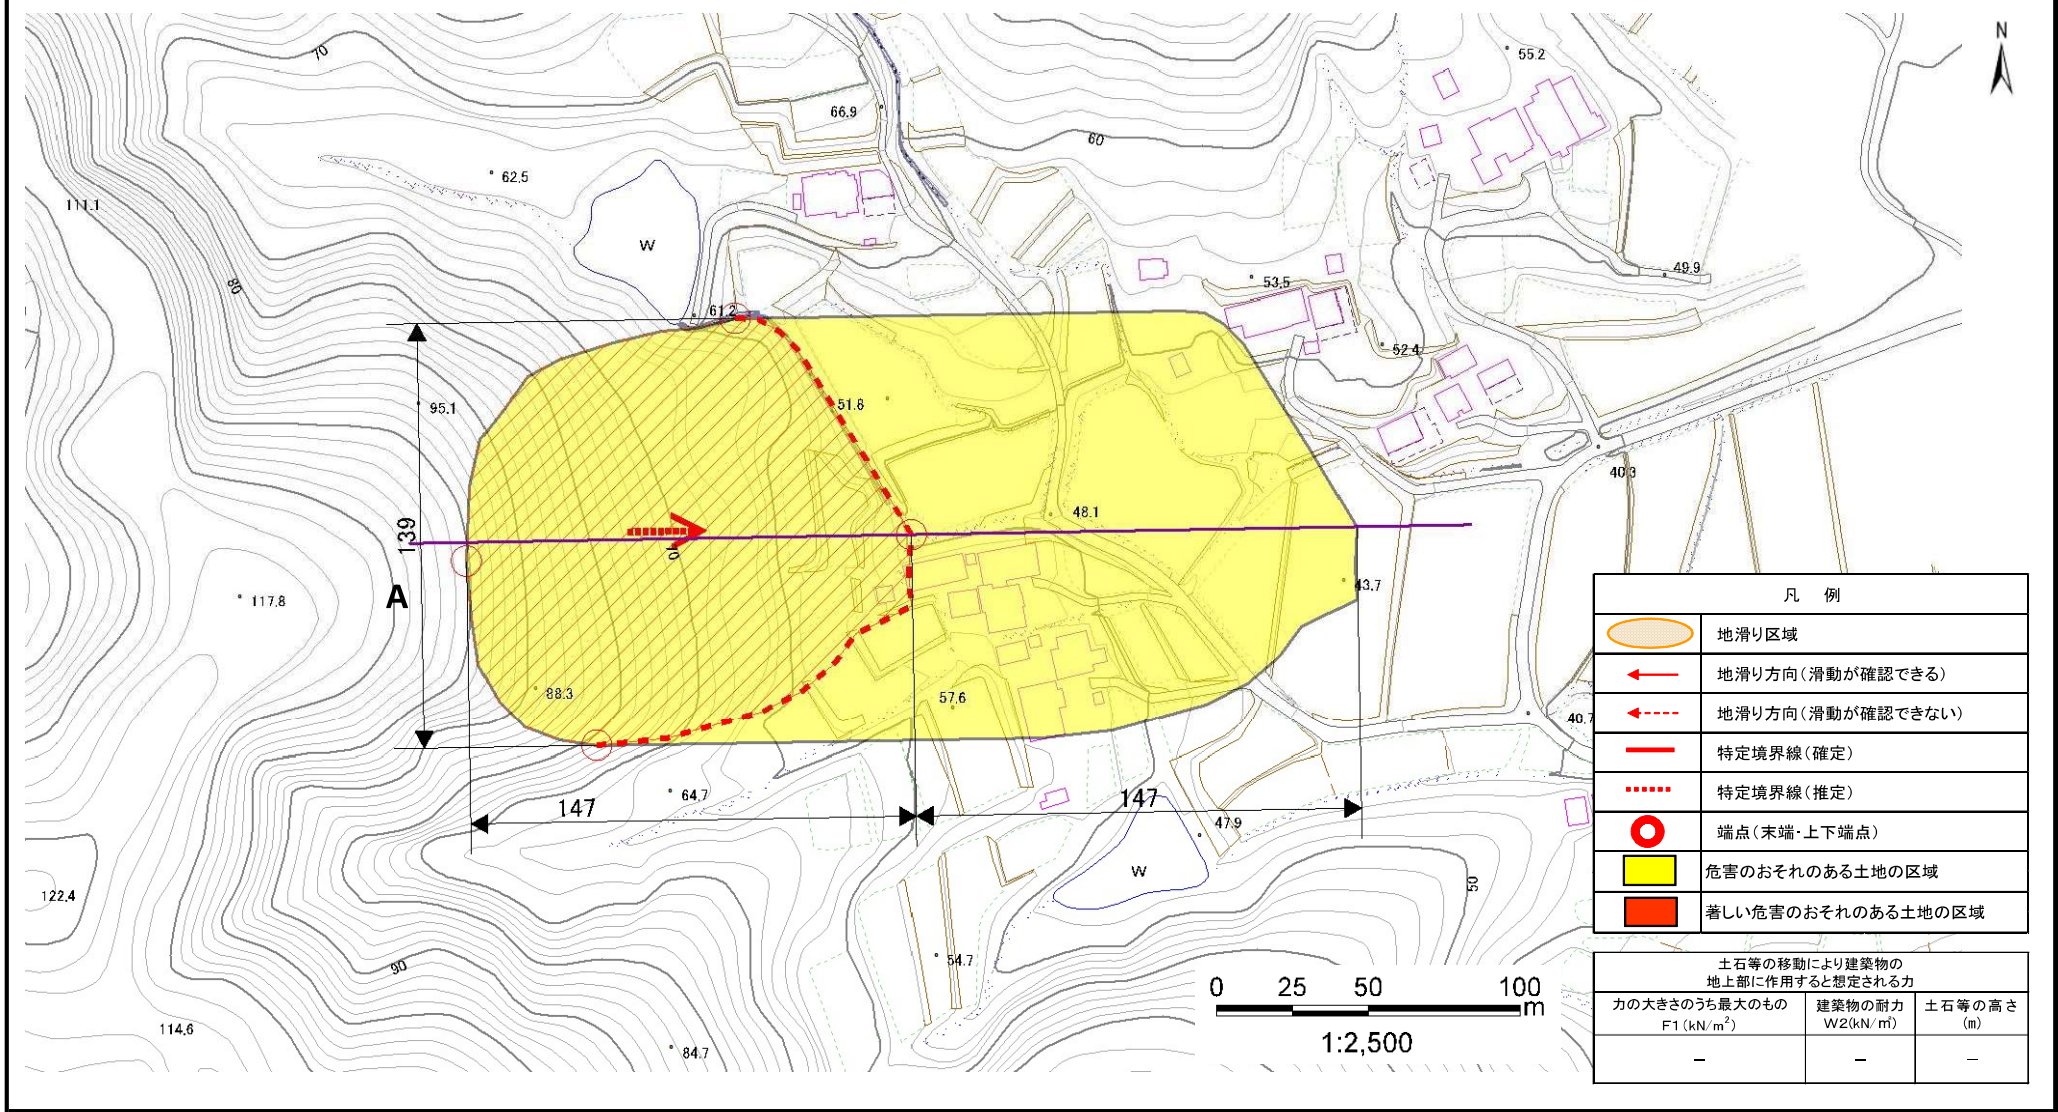 N
70
55.2
66.9
60
62.5
111.1
W
80
49.9
53.5
61.2
52.4
95.1
51.8
40.3
139
48.1
70
A
117.8
43.7
88.3
57.6
40.7
64.7
147
147
47.9
W
50
122.4
90
54.7
114.6
84.7
0 25 50 100
m
1:2,500
凡 例
地滑り区域
地滑り方向(滑動が確認できる)
地滑り方向(滑動が確認できない)
特定境界線(確定)
特定境界線(推定)
端点(末端・上下端点)
危害のおそれのある土地の区域
著しい危害のおそれのある土地の区域
土石等の移動により建築物の
地上部に作用すると想定される力
力の大きさのうち最大のもの 建築物の耐力 土石等の高さ
F1(kN/m²) W2(kN/㎡) (m)
− − −